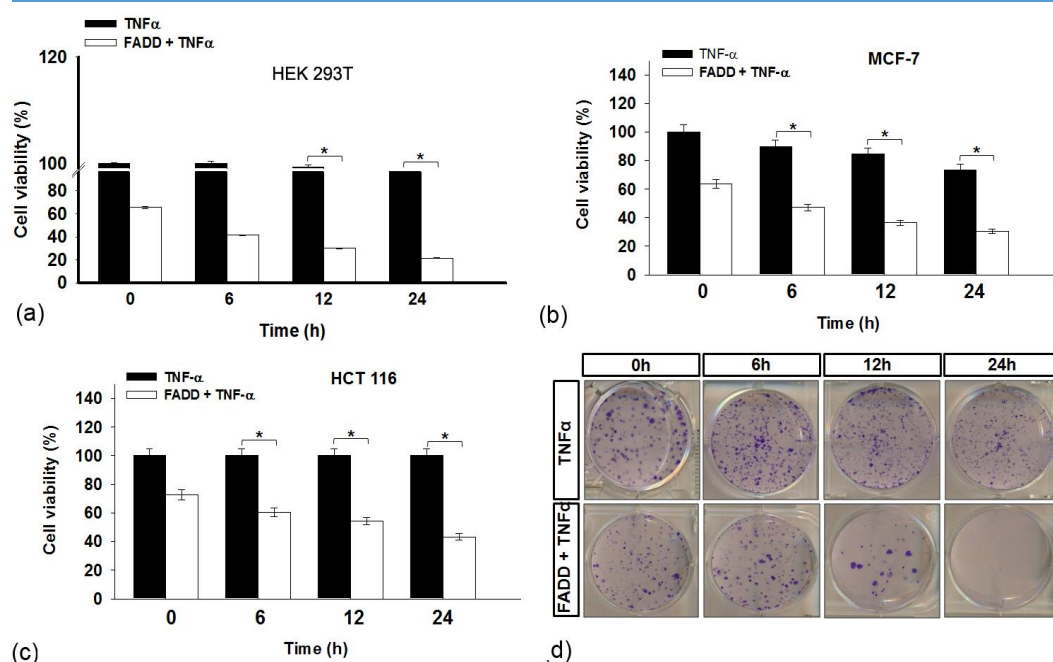 TNFα
FADD + TNFα
HEK 293T
Cell viability (%)
120
100
80
60
40
20
0
*
*
0 6 12 24
Time (h)
(a)
TNF-α
FADD + TNF-α
MCF-7
Cell viability (%)
140
120
100
80
60
40
20
0
*
*
*
0 6 12 24
Time (h)
(b)
TNF-α
FADD + TNF-α
HCT 116
Cell viability (%)
140
120
100
80
60
40
20
0
*
*
*
0 6 12 24
Time (h)
(c)
0h 6h 12h 24h
TNFα
FADD + TNFα
d)